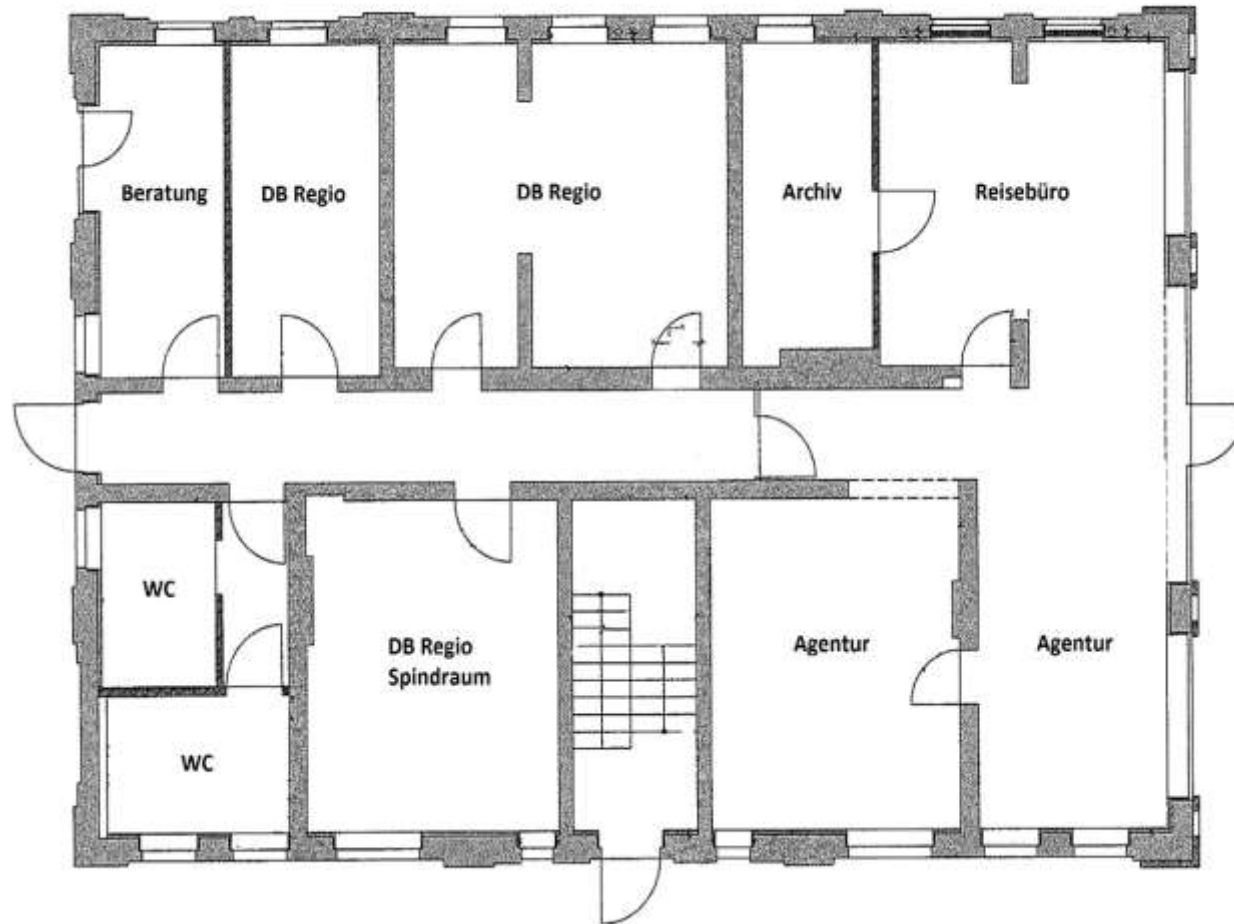 Beratung
DB Regio
DB Regio
Archiv
Reisebüro
WC
DB Regio
Spindraum
Agentur
Agentur
WC